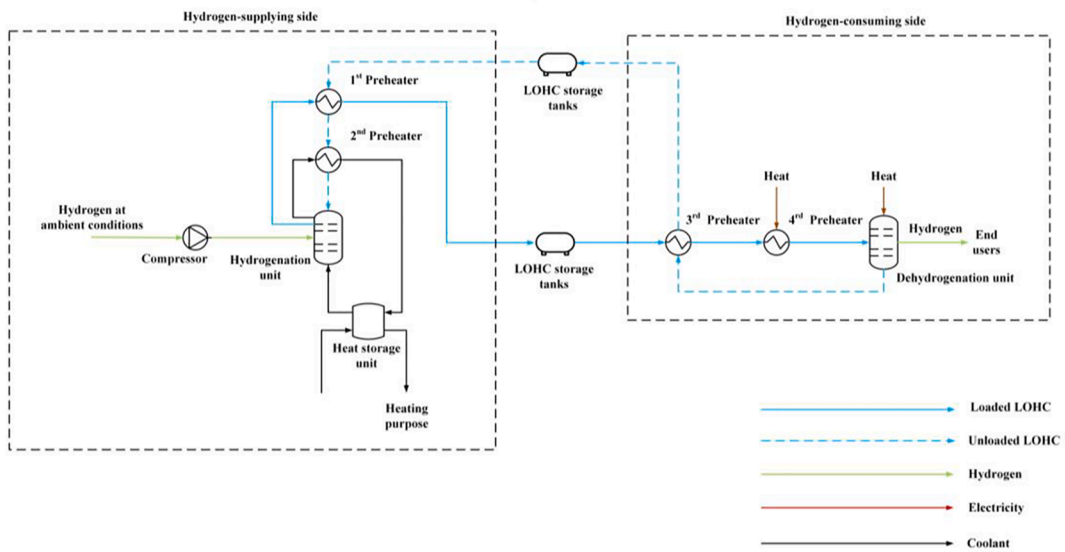 Hydrogen-supplying side
Hydrogen-consuming side
1st Preheater
LOHC storage
tanks
2nd Preheater
Heat
Heat
Hydrogen at
ambient conditions
3rd Preheater
4rd Preheater
Hydrogen
End
users
Compressor
Hydrogenation
unit
LOHC storage
tanks
Dehydrogenation unit
Heat storage
unit
Heating
purpose
Loaded LOHC
Unloaded LOHC
Hydrogen
Electricity
Coolant